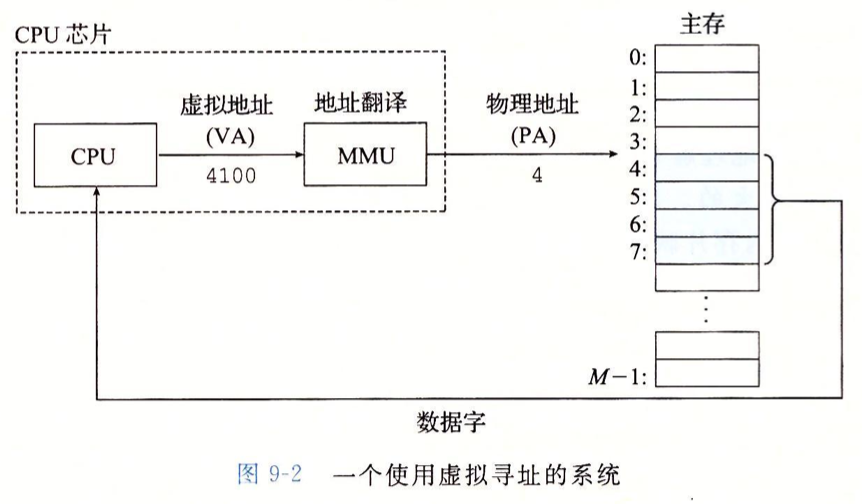 CPU 芯片
主存
虚拟地址
(VA)
地址翻译
物理地址
(PA)
CPU
MMU
4100
4
0:
1:
2:
3:
4:
5:
6:
7:
⋮
M−1:
数据字
图 9-2 一个使用虚拟寻址的系统